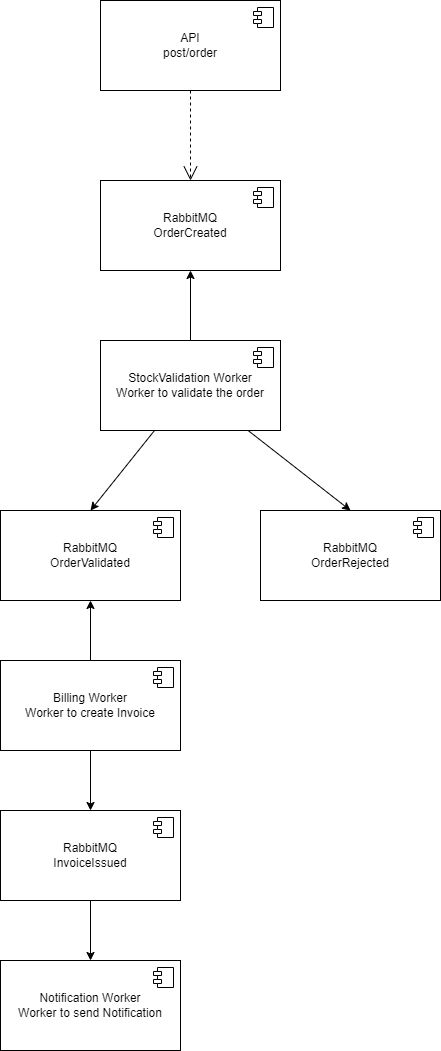 API
post/order
RabbitMQ
OrderCreated
StockValidation Worker
Worker to validate the order
RabbitMQ
OrderValidated
RabbitMQ
OrderRejected
Billing Worker
Worker to create Invoice
RabbitMQ
InvoiceIssued
Notification Worker
Worker to send Notification